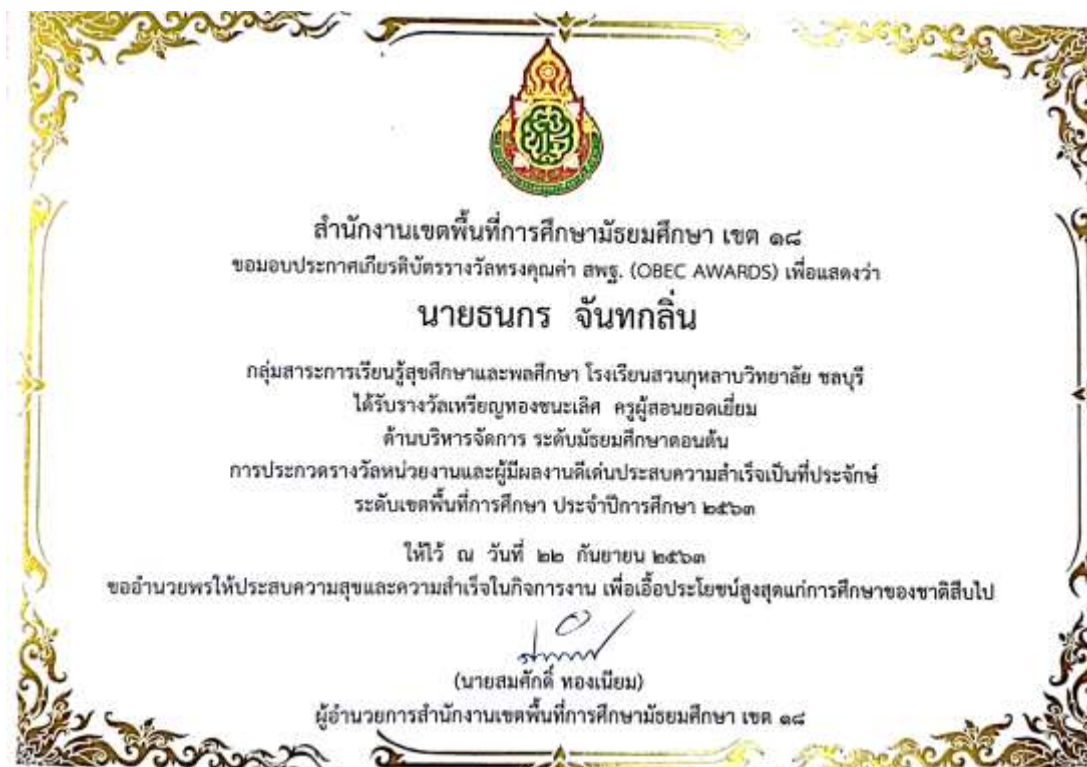 สำนักงานเขตพื้นที่การศึกษามัธยมศึกษา เขต ๑๘
ขอมอบประกาศเกียรติบัตรรางวัลทรงคุณค่า สพฐ. (OBEC AWARDS) เพื่อแสดงว่า
นายธนกร จันทกลิ่น
กลุ่มสาระการเรียนรู้สุขศึกษาและพลศึกษา โรงเรียนสวนกุหลาบวิทยาลัย ชลบุรี
ได้รับรางวัลเหรียญทองชนะเลิศ ครูผู้สอนยอดเยี่ยม
ด้านบริหารจัดการ ระดับมัธยมศึกษาตอนต้น
การประกวดรางวัลหน่วยงานและผู้มีผลงานดีเด่นประสบความสำเร็จเป็นที่ประจักษ์
ระดับเขตพื้นที่การศึกษา ประจำปีการศึกษา ๒๕๖๓
ให้ไว้ ณ วันที่ ๒๒ กันยายน ๒๕๖๓
ขออำนวยพรให้ประสบความสุขและความสำเร็จในกิจการงาน เพื่อเอื้อประโยชน์สูงสุดแก่การศึกษาของชาติสืบไป
(นายสมศักดิ์ ทองเนียม)
ผู้อำนวยการสำนักงานเขตพื้นที่การศึกษามัธยมศึกษา เขต ๑๘